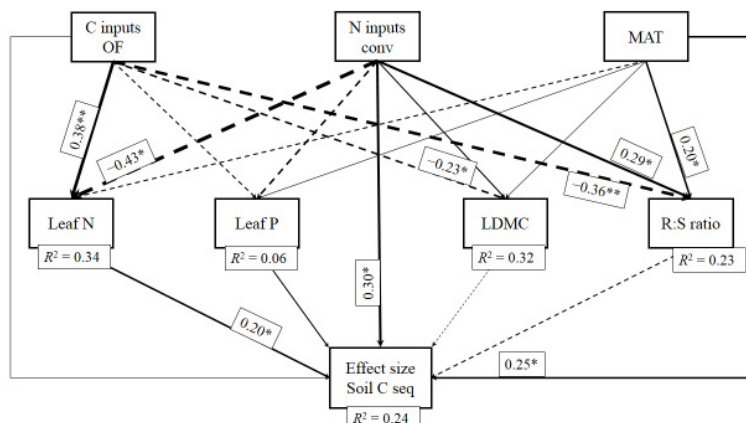 C inputs
OF
N inputs
conv
MAT
0.38**
−0.43*
−0.23*
0.29*
0.20*
−0.36**
Leaf N
Leaf P
LDMC
R:S ratio
R² = 0.34
R² = 0.06
R² = 0.32
R² = 0.23
0.30*
0.20*
0.25*
Effect size
Soil C seq
R² = 0.24